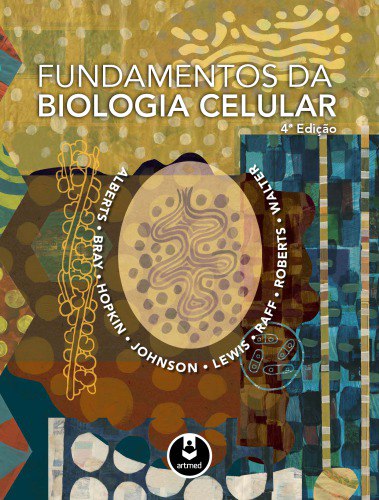 FUNDAMENTOS DA
BIOLOGIA CELULAR
4ª Edição
ALBERTS • BRAY • HOPKIN • JOHNSON • LEWIS • RAFF • ROBERTS • WALTER
artmed